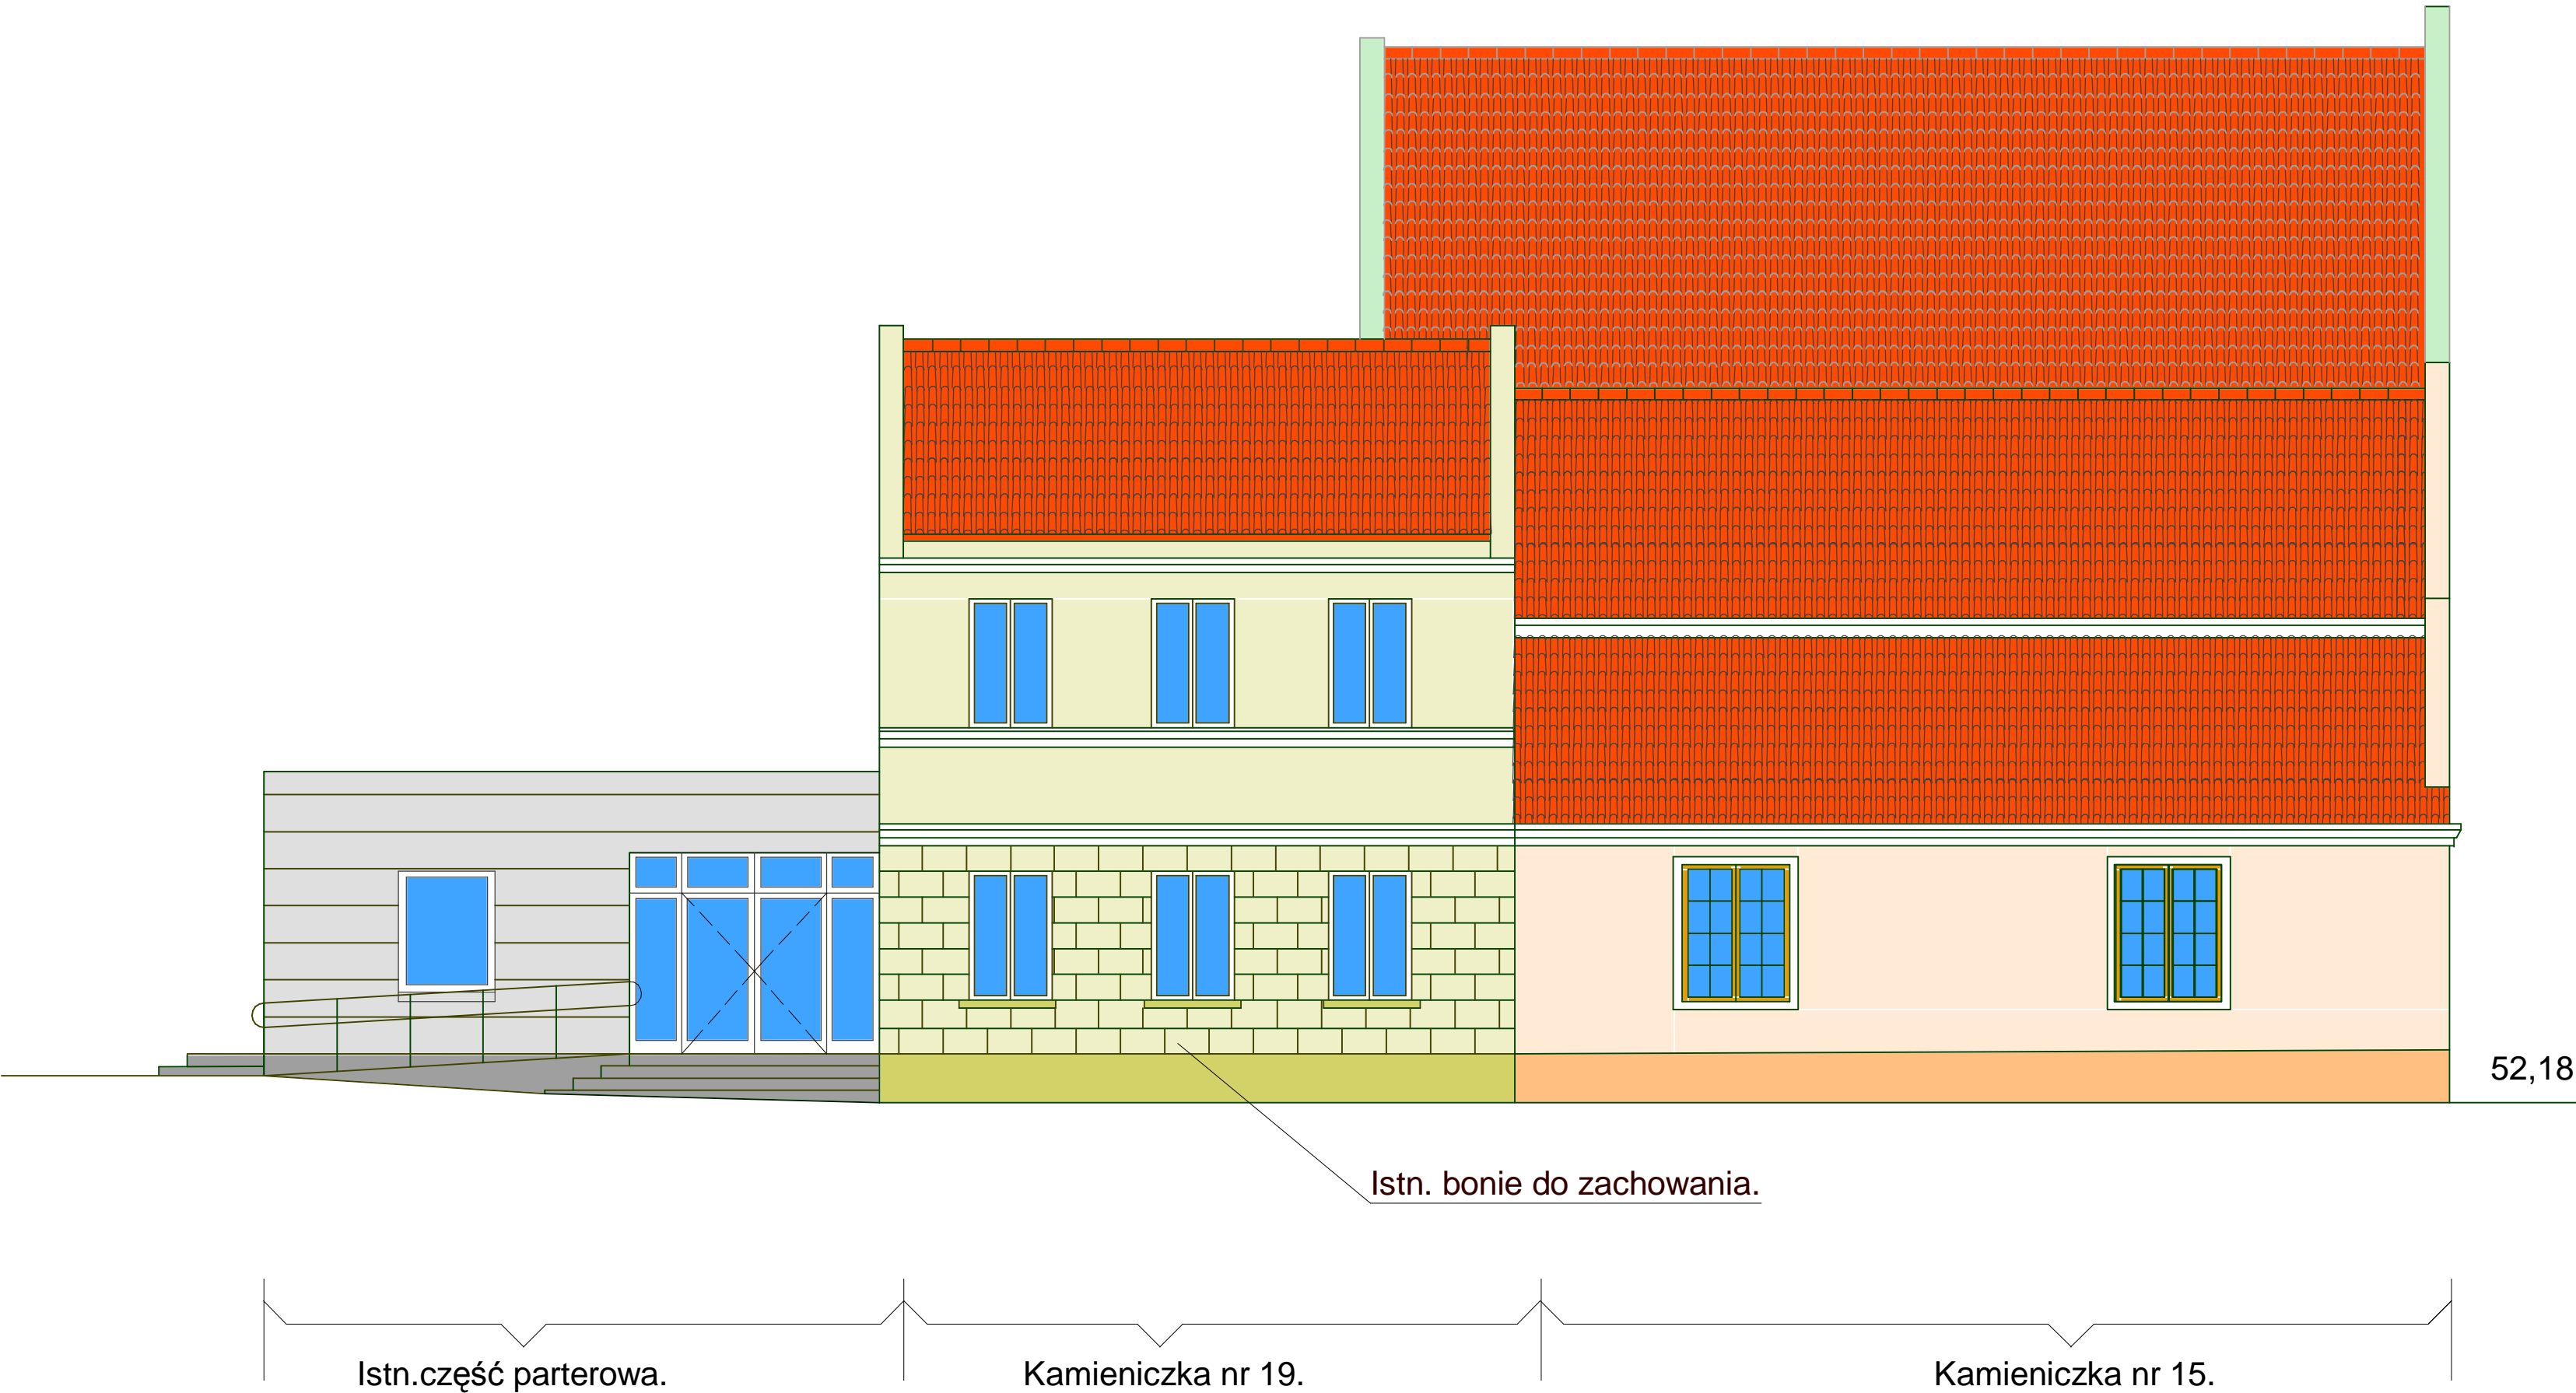 52,18
Istn. bonie do zachowania.
Istn.część parterowa.
Kamieniczka nr 19.
Kamieniczka nr 15.